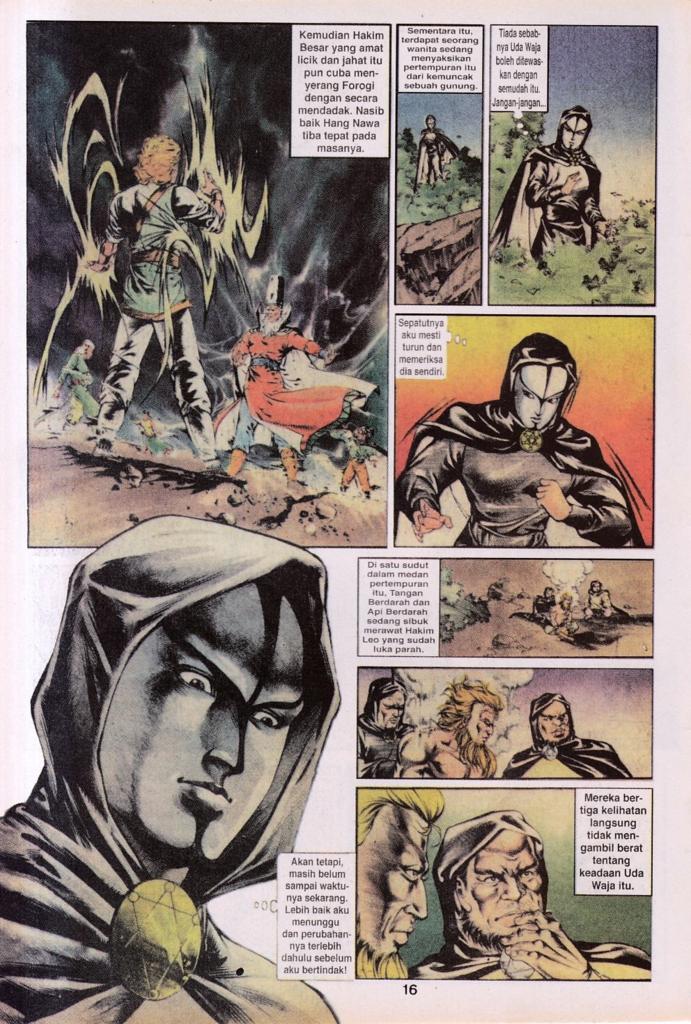 Kemudian Hakim
Besar yang amat
licik dan jahat itu
pun cuba men-
yerang Forogi
dengan secara
mendadak. Nasib
baik Hang Nawa
tiba tepat pada
masanya.
Sementara itu,
terdapat seorang
wanita sedang
menyaksikan
pertempuran itu
dari kemuncak
sebuah gunung.
Tiada sebab-
nya Uda Waja
boleh ditewas-
kan dengan
semudah itu.
Jangan-jangan...
Sepatutnya
aku mesti
turun dan
memeriksa
dia sendiri.
Akan tetapi,
masih belum
sampai waktu-
nya sekarang.
Lebih baik aku
menunggu
dan perubahan-
nya terlebih
dahulu sebelum
aku bertindak!
Di satu sudut
dalam medan
pertempuran
itu, Tangan
Berdarah dan
Api Berdarah
sedang sibuk
merawat Hakim
Leo yang sudah
luka parah.
Mereka ber-
tiga kelihatan
langsung
tidak men-
gambil berat
tentang
keadaan Uda
Waja itu.
16